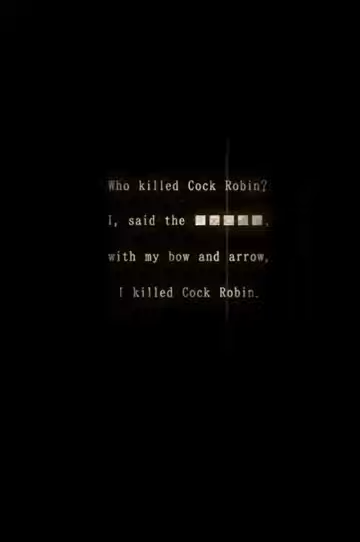 Who killed Cock Robin?
I, said the ■■■■■.
with my bow and arrow,
I killed Cock Robin.